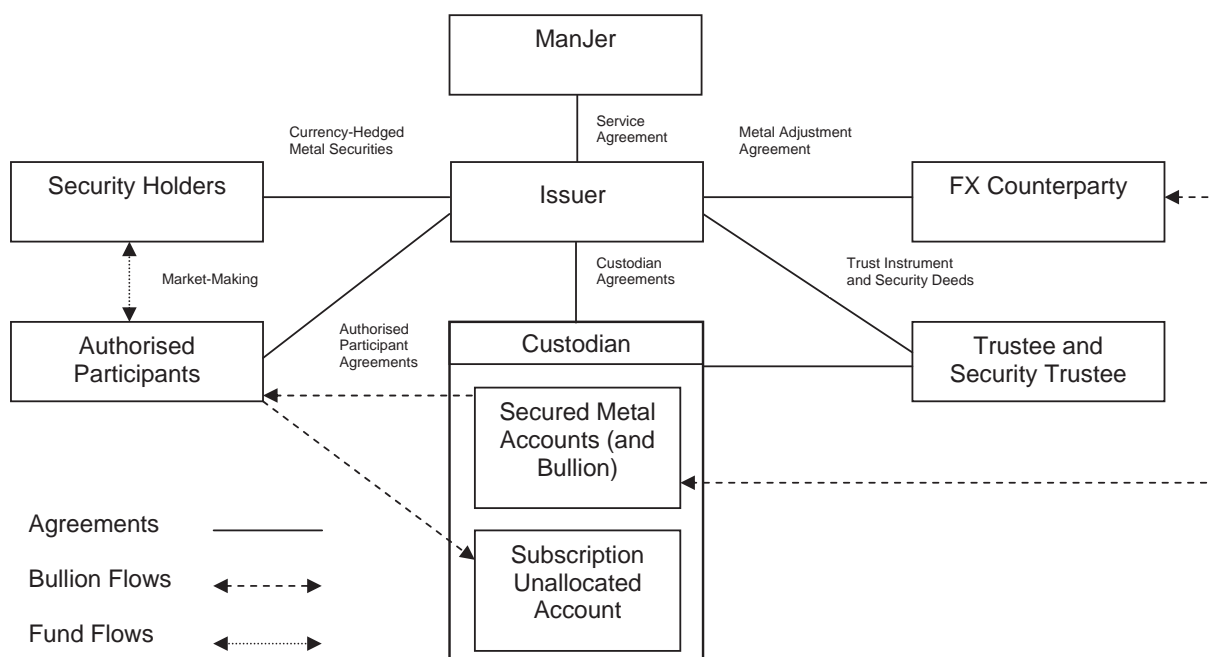 ManJer
Service
Agreement
Currency-Hedged
Metal Securities
Metal Adjustment
Agreement
Security Holders
Issuer
FX Counterparty
Market-Making
Custodian
Agreements
Trust Instrument
and Security Deeds
Authorised
Participants
Authorised
Participant
Agreements
Custodian
Trustee and
Security Trustee
Secured Metal
Accounts (and
Bullion)
Subscription
Unallocated
Account
Agreements
Bullion Flows
Fund Flows